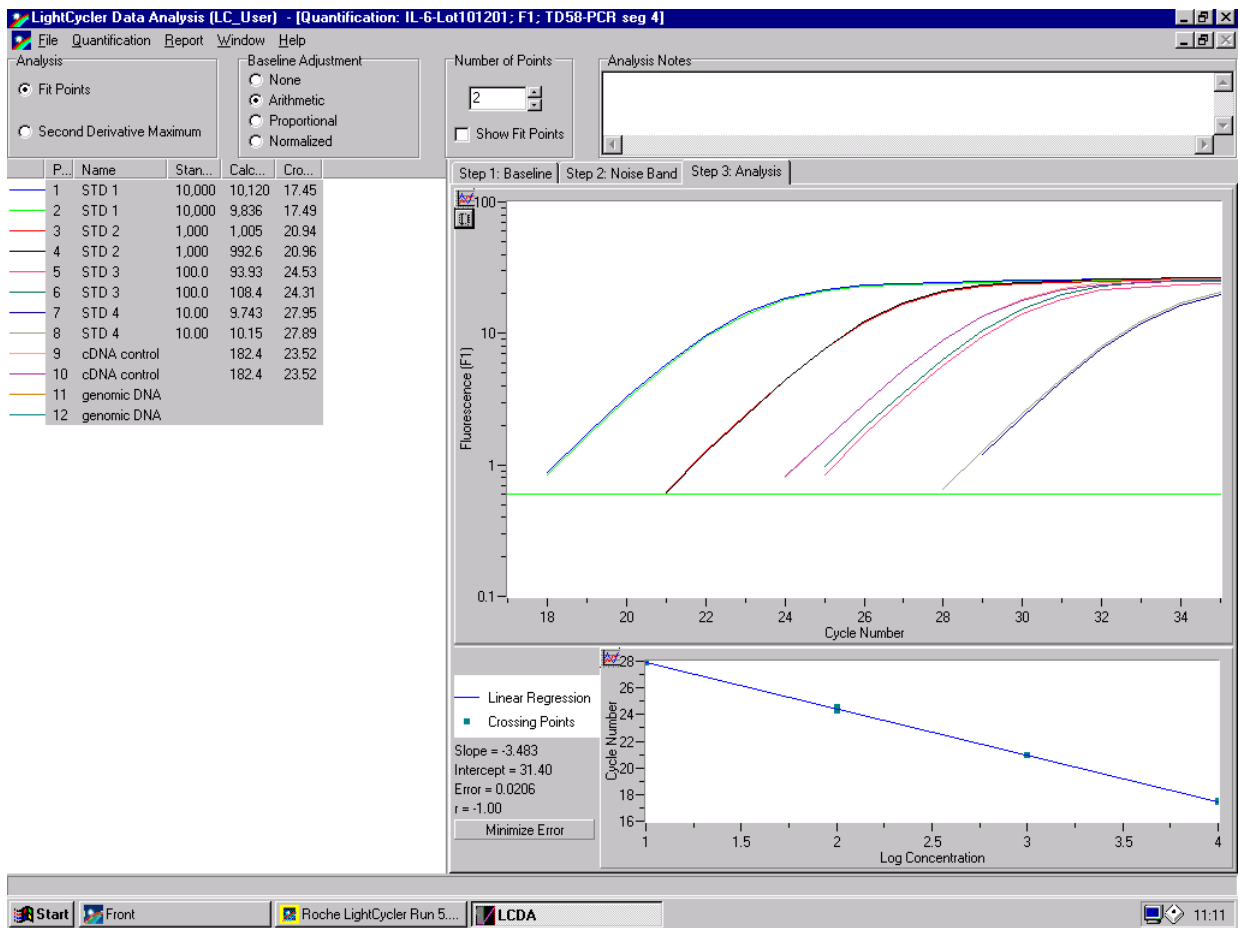 LightCycler Data Analysis (LC_User) - [Quantification: IL-6-Lot101201; F1; TD58-PCR seg 4]
File Quantification Report Window Help
Analysis
Fit Points
Second Derivative Maximum
Baseline Adjustment
None
Arithmetic
Proportional
Normalized
Number of Points
2
Show Fit Points
Analysis Notes
P... Name Stan... Calc... Cro...
1 STD 1 10,000 10,120 17.45
2 STD 1 10,000 9,836 17.49
3 STD 2 1,000 1,005 20.94
4 STD 2 1,000 992.6 20.96
5 STD 3 100.0 93.93 24.53
6 STD 3 100.0 108.4 24.31
7 STD 4 10.00 9.743 27.95
8 STD 4 10.00 10.15 27.89
9 cDNA control 182.4 23.52
10 cDNA control 182.4 23.52
11 genomic DNA
12 genomic DNA
Step 1: Baseline Step 2: Noise Band Step 3: Analysis
100
10
1
0.1
Fluorescence (F1)
18 20 22 24 26 28 30 32 34
Cycle Number
Linear Regression
Crossing Points
Slope = -3.483
Intercept = 31.40
Error = 0.0206
r = -1.00
Minimize Error
28
26
24
22
20
18
16
Cycle Number
1 1.5 2 2.5 3 3.5 4
Log Concentration
Start Front Roche LightCycler Run 5.... LCDA 11:11